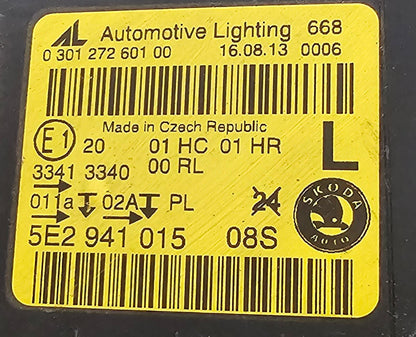 AL Automotive Lighting 668
0 301 272 601 00 16.08.13 0006
Made in Czech Republic
E1 20 01 HC 01 HR L
00 RL
3341 3340
011a 02A PL 24
SKODA
AUTO
5E2 941 015 08S